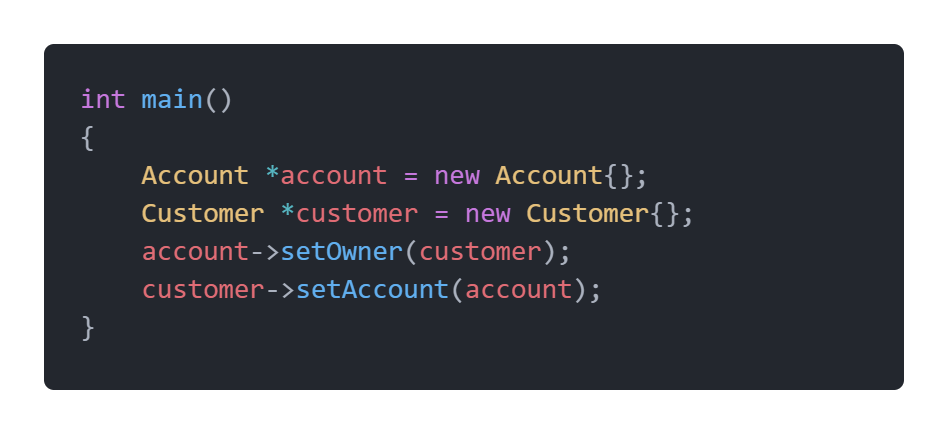 int main()
{
    Account *account = new Account{};
    Customer *customer = new Customer{};
    account->setOwner(customer);
    customer->setAccount(account);
}